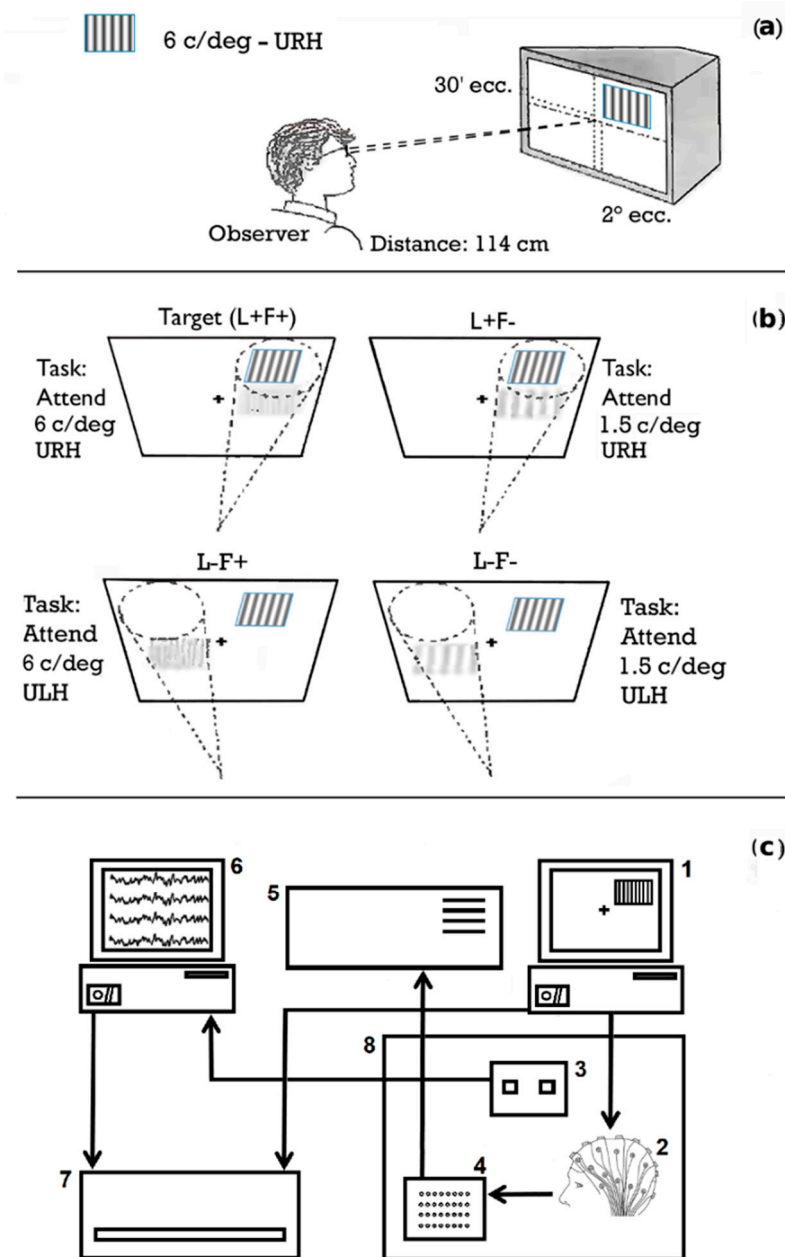 (a)
6 c/deg - URH
30' ecc.
2° ecc.
Observer
Distance: 114 cm
(b)
Target (L+F+)
L+F-
Task:
Attend
6 c/deg
URH
Task:
Attend
1.5 c/deg
URH
L-F+
L-F-
Task:
Attend
6 c/deg
ULH
Task:
Attend
1.5 c/deg
ULH
(c)
6
5
1
8
3
2
4
7